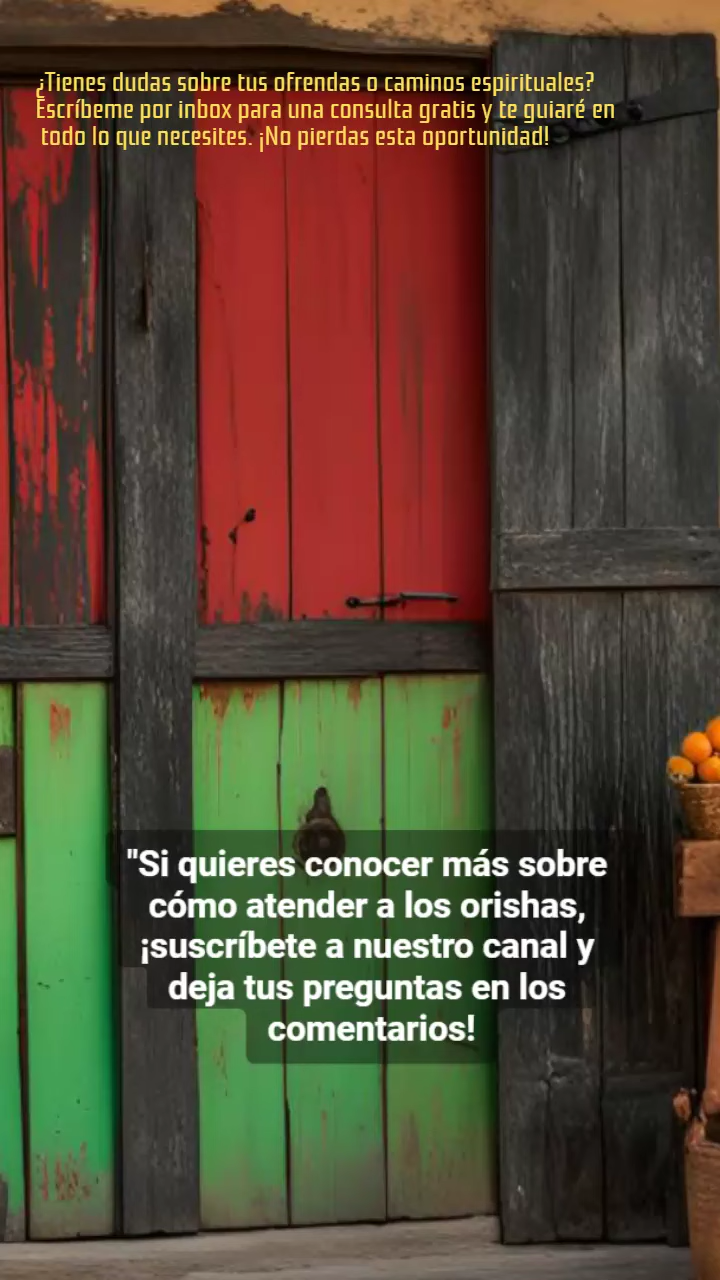 ¿Tienes dudas sobre tus ofrendas o caminos espirituales?
Escríbeme por inbox para una consulta gratis y te guiaré en
todo lo que necesites. ¡No pierdas esta oportunidad!
"Si quieres conocer más sobre
cómo atender a los orishas,
¡suscríbete a nuestro canal y
deja tus preguntas en los
comentarios!